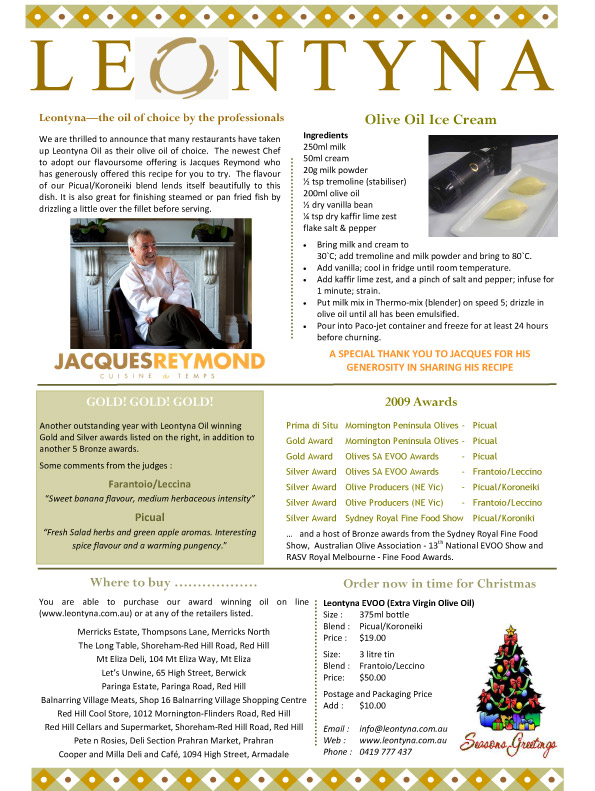 LEONTYNA
Leontyna—the oil of choice by the professionals
We are thrilled to announce that many restaurants have taken
up Leontyna Oil as their olive oil of choice. The newest Chef
to adopt our flavoursome offering is Jacques Reymond who
has generously offered this recipe for you to try. The flavour
of our Picual/Koroneiki blend lends itself beautifully to this
dish. It is also great for finishing steamed or pan fried fish by
drizzling a little over the fillet before serving.
JACQUESREYMOND
CUISINE du TEMPS
Olive Oil Ice Cream
Ingredients
250ml milk
50ml cream
20g milk powder
½ tsp tremoline (stabiliser)
200ml olive oil
½ dry vanilla bean
¼ tsp dry kaffir lime zest
flake salt & pepper
• Bring milk and cream to
30`C; add tremoline and milk powder and bring to 80`C.
• Add vanilla; cool in fridge until room temperature.
• Add kaffir lime zest, and a pinch of salt and pepper; infuse for
1 minute; strain.
• Put milk mix in Thermo-mix (blender) on speed 5; drizzle in
olive oil until all has been emulsified.
• Pour into Paco-jet container and freeze for at least 24 hours
before churning.
A SPECIAL THANK YOU TO JACQUES FOR HIS
GENEROSITY IN SHARING HIS RECIPE
GOLD! GOLD! GOLD!
Another outstanding year with Leontyna Oil winning
Gold and Silver awards listed on the right, in addition to
another 5 Bronze awards.
Some comments from the judges :
Farantoio/Leccina
“Sweet banana flavour, medium herbaceous intensity”
Picual
“Fresh Salad herbs and green apple aromas. Interesting
spice flavour and a warming pungency.”
2009 Awards
Prima di Situ Mornington Peninsula Olives - Picual
Gold Award Mornington Peninsula Olives - Picual
Gold Award Olives SA EVOO Awards - Picual
Silver Award Olives SA EVOO Awards - Frantoio/Leccino
Silver Award Olive Producers (NE Vic) - Picual/Koroneiki
Silver Award Olive Producers (NE Vic) - Frantoio/Leccino
Silver Award Sydney Royal Fine Food Show Picual/Koroniki
… and a host of Bronze awards from the Sydney Royal Fine Food
Show, Australian Olive Association - 13th National EVOO Show and
RASV Royal Melbourne - Fine Food Awards.
Where to buy ………………
You are able to purchase our award winning oil on line
(www.leontyna.com.au) or at any of the retailers listed.
Merricks Estate, Thompsons Lane, Merricks North
The Long Table, Shoreham-Red Hill Road, Red Hill
Mt Eliza Deli, 104 Mt Eliza Way, Mt Eliza
Let’s Unwine, 65 High Street, Berwick
Paringa Estate, Paringa Road, Red Hill
Balnarring Village Meats, Shop 16 Balnarring Village Shopping Centre
Red Hill Cool Store, 1012 Mornington-Flinders Road, Red Hill
Red Hill Cellars and Supermarket, Shoreham-Red Hill Road, Red Hill
Pete n Rosies, Deli Section Prahran Market, Prahran
Cooper and Milla Deli and Café, 1094 High Street, Armadale
Order now in time for Christmas
Leontyna EVOO (Extra Virgin Olive Oil)
Size : 375ml bottle
Blend : Picual/Koroneiki
Price : $19.00
Size: 3 litre tin
Blend : Frantoio/Leccino
Price: $50.00
Postage and Packaging Price
Add : $10.00
Email : info@leontyna.com.au
Web : www.leontyna.com.au
Phone : 0419 777 437
Seasons Greetings